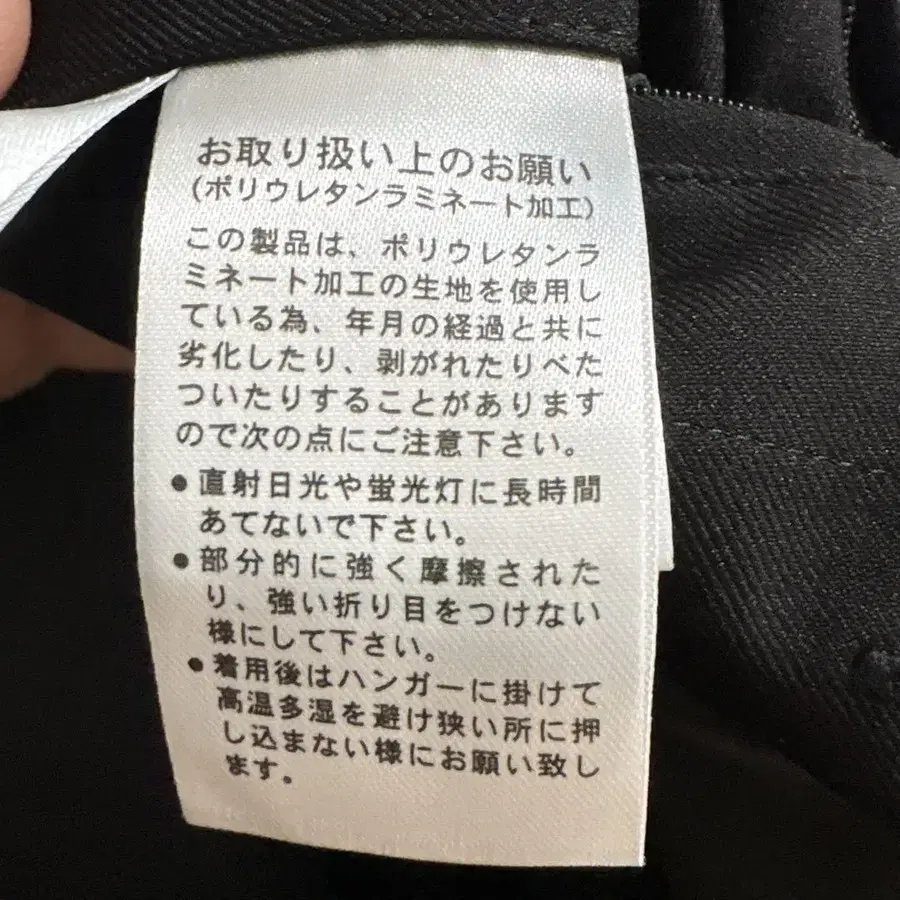 お取り扱い上のお願い
(ポリウレタンラミネート加工)
この製品は、ポリウレタンラ
ミネート加工の生地を使用し
ている為、年月の経過と共に
劣化したり、剥がれたりべた
ついたりすることがあります
ので次の点にご注意下さい。
●直射日光や蛍光灯に長時間
あてないで下さい。
●部分的に強く摩擦された
り、強い折り目をつけない
様にして下さい。
●着用後はハンガーに掛けて
高温多湿を避け狭い所に押
し込まない様にお願い致し
ます。